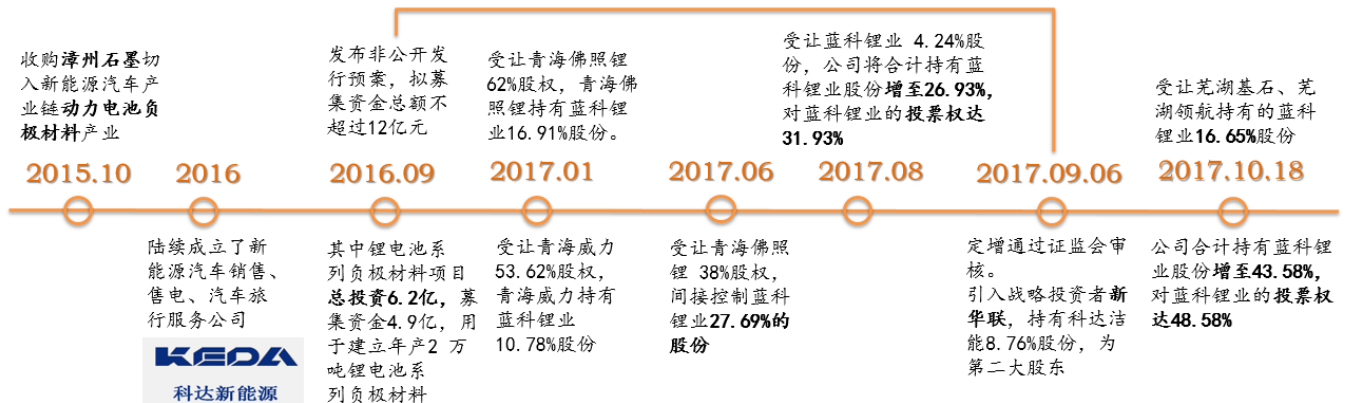 收购漳州石墨切
入新能源汽车产
业链动力电池负
极材料产业
发布非公开发
行预案，拟募
集资金总额不
超过12亿元
受让青海佛照锂
62%股权，青海佛
照锂持有蓝科锂
业16.91%股份。
受让蓝科锂业 4.24%股
份，公司将合计持有蓝
科锂业股份增至26.93%，
对蓝科锂业的投票权达
31.93%
受让芜湖基石、芜
湖领航持有的蓝科
锂业16.65%股份
2015.10
2016
2016.09
2017.01
2017.06
2017.08
2017.09.06
2017.10.18
陆续成立了新
能源汽车销售、
售电、汽车旅
行服务公司
KEDA
科达新能源
其中锂电池系
列负极材料项目
总投资6.2亿，募
集资金4.9亿，用
于建立年产2 万
吨锂电池系
列负极材料
受让青海威力
53.62%股权，
青海威力持有
蓝科锂业
10.78%股份
受让青海佛照
锂 38%股权，
间接控制蓝科
锂业27.69%的
股份
定增通过证监会审
核。
引入战略投资者新
华联，持有科达洁
能8.76%股份，为
第二大股东
公司合计持有蓝科锂
业股份增至43.58%，
对蓝科锂业的投票权
达48.58%